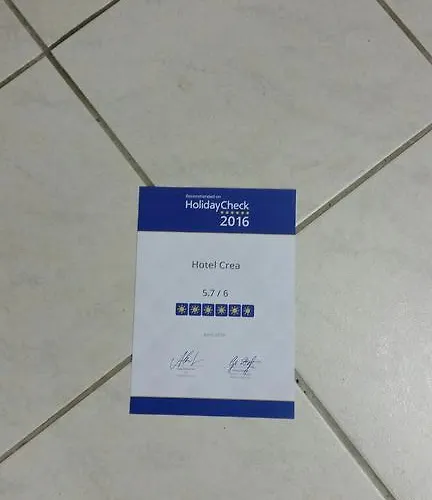 Recommended on
HolidayCheck
2016
Hotel Crea
5.7 / 6